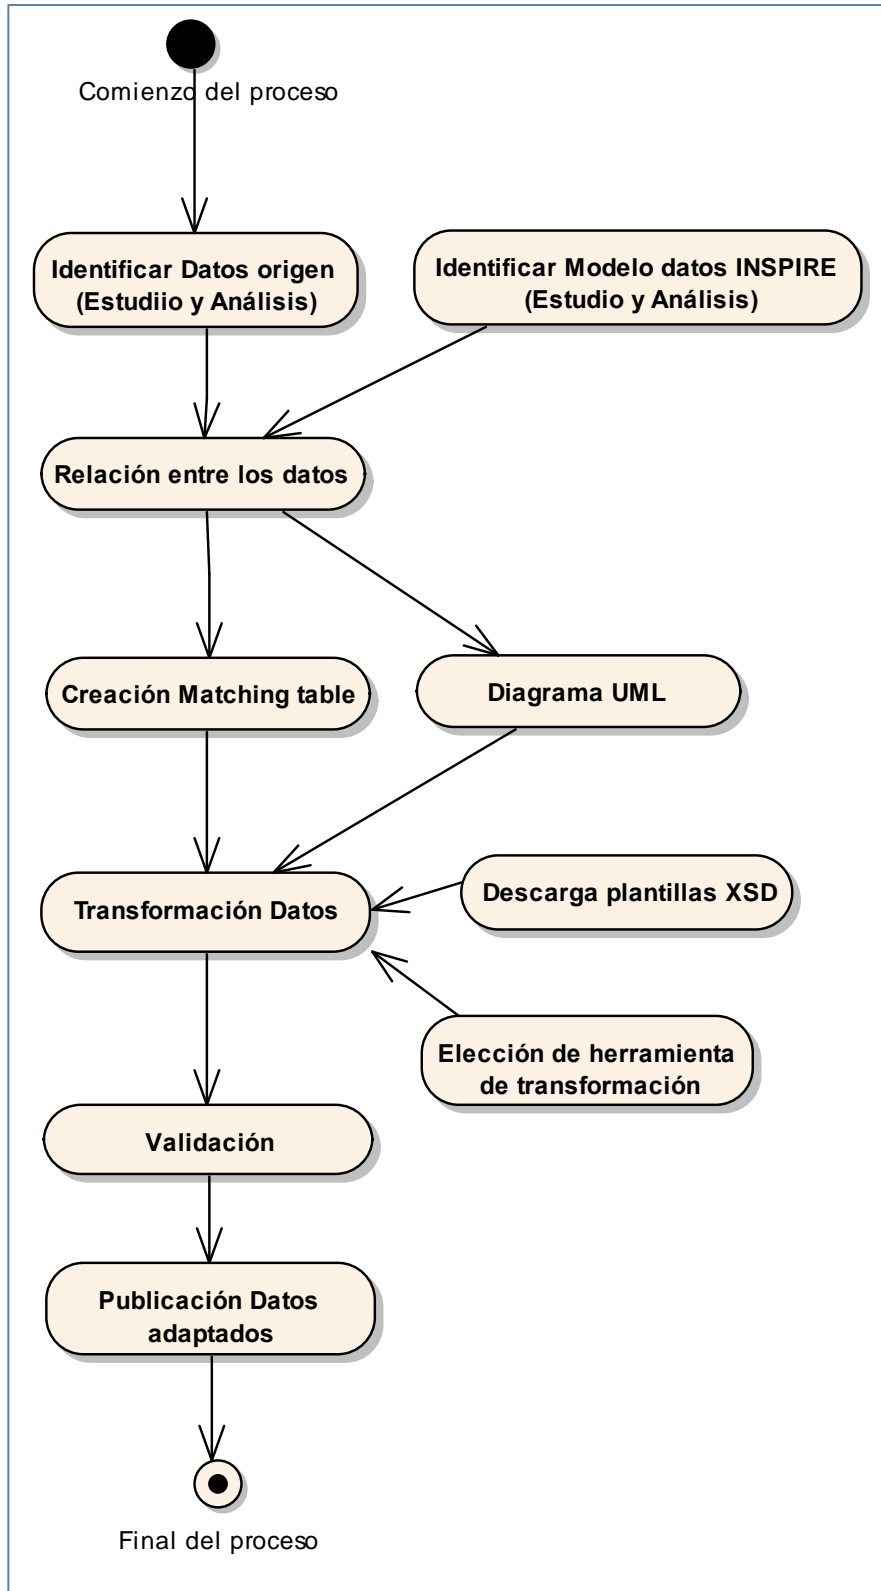 Comienzo del proceso
Identificar Datos origen
(Estudiio y Análisis)
Identificar Modelo datos INSPIRE
(Estudio y Análisis)
Relación entre los datos
Creación Matching table
Diagrama UML
Transformación Datos
Descarga plantillas XSD
Elección de herramienta
de transformación
Validación
Publicación Datos
adaptados
Final del proceso